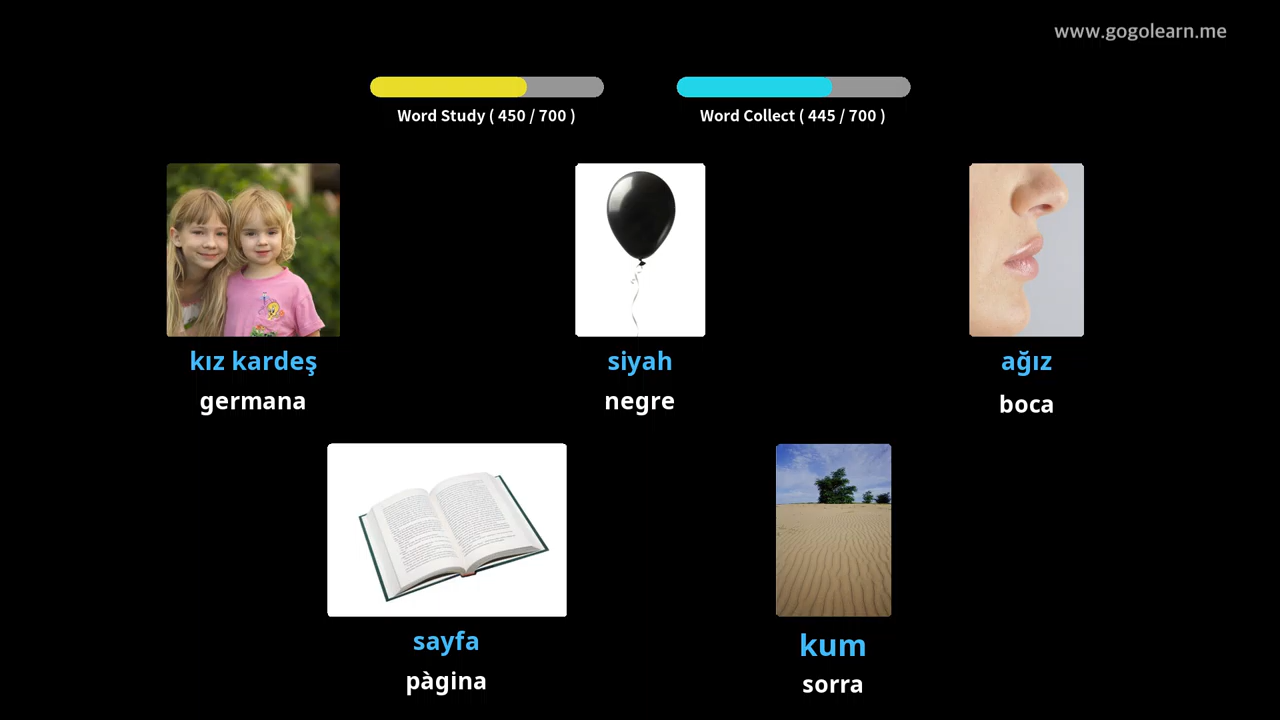 www.gogolearn.me
Word Study ( 450 / 700 )
Word Collect ( 445 / 700 )
kız kardeş
germana
siyah
negre
ağız
boca
sayfa
pàgina
kum
sorra